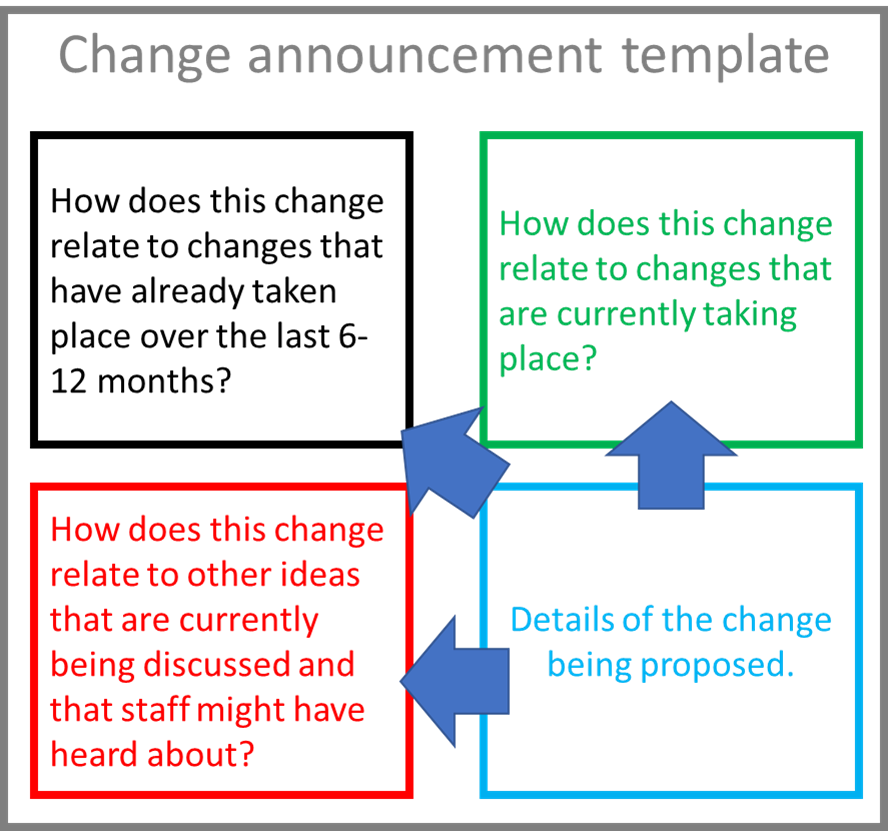 Change announcement template
How does this change
relate to changes that
have already taken
place over the last 6-
12 months?
How does this change
relate to changes that
are currently taking
place?
How does this change
relate to other ideas
that are currently
being discussed and
that staff might have
heard about?
Details of the change
being proposed.